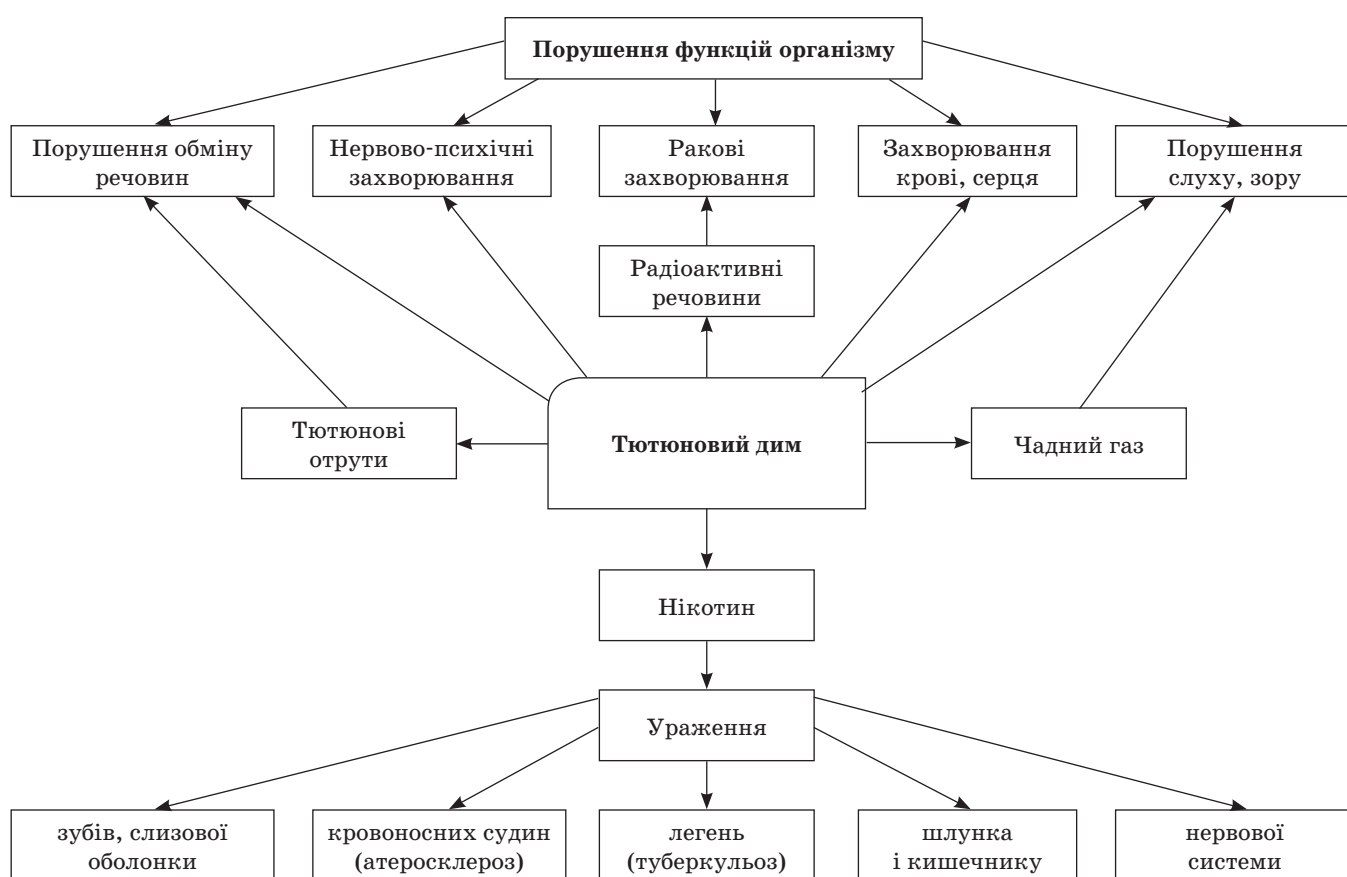 Порушення функцій організму
Порушення обміну
речовин
Нервово-психічні
захворювання
Ракові
захворювання
Захворювання
крові, серця
Порушення
слуху, зору
Радіоактивні
речовини
Тютюнові
отрути
Тютюновий дим
Чадний газ
Нікотин
Ураження
зубів, слизової
оболонки
кровоносних судин
(атеросклероз)
легень
(туберкульоз)
шлунка
і кишечнику
нервової
системи